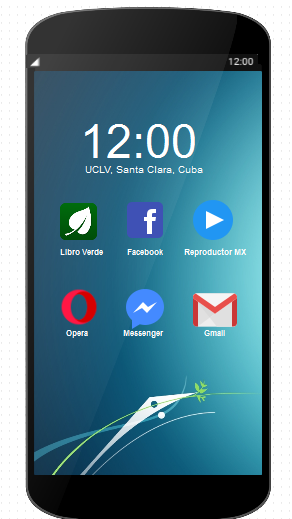 12:00
12:00
UCLV, Santa Clara, Cuba
Libro Verde Facebook Reproductor MX
Opera Messenger Gmail